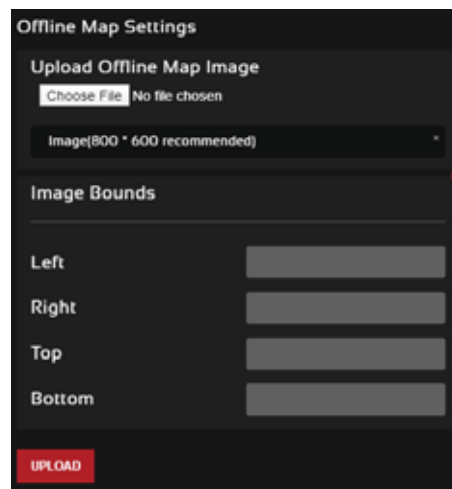 Offline Map Settings
Upload Offline Map Image
Choose File No file chosen
Image(800 * 600 recommended) *
Image Bounds
Left
Right
Top
Bottom
UPLOAD